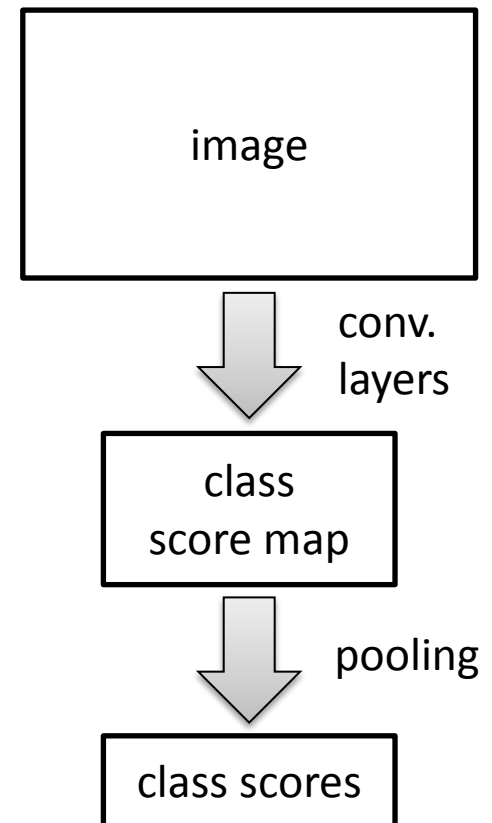 image
conv.
layers
class
score map
pooling
class scores